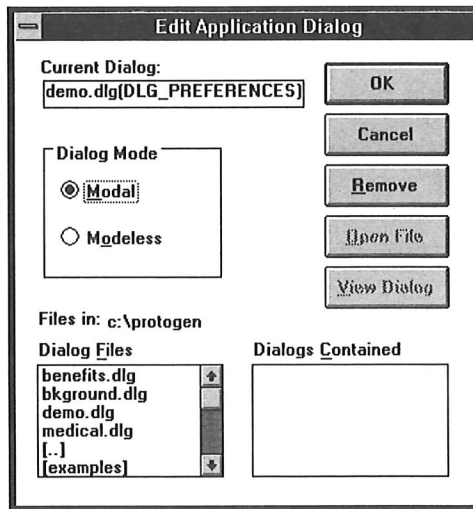 Edit Application Dialog
Current Dialog:
demo.dlg(DLG_PREFERENCES)
OK
Cancel
Remove
Open File
View Dialog
Dialog Mode
Modal
Modeless
Files in: c:\protogen
Dialog Files
benefits.dlg
bkground.dlg
demo.dlg
medical.dlg
[..]
[examples]
Dialogs Contained